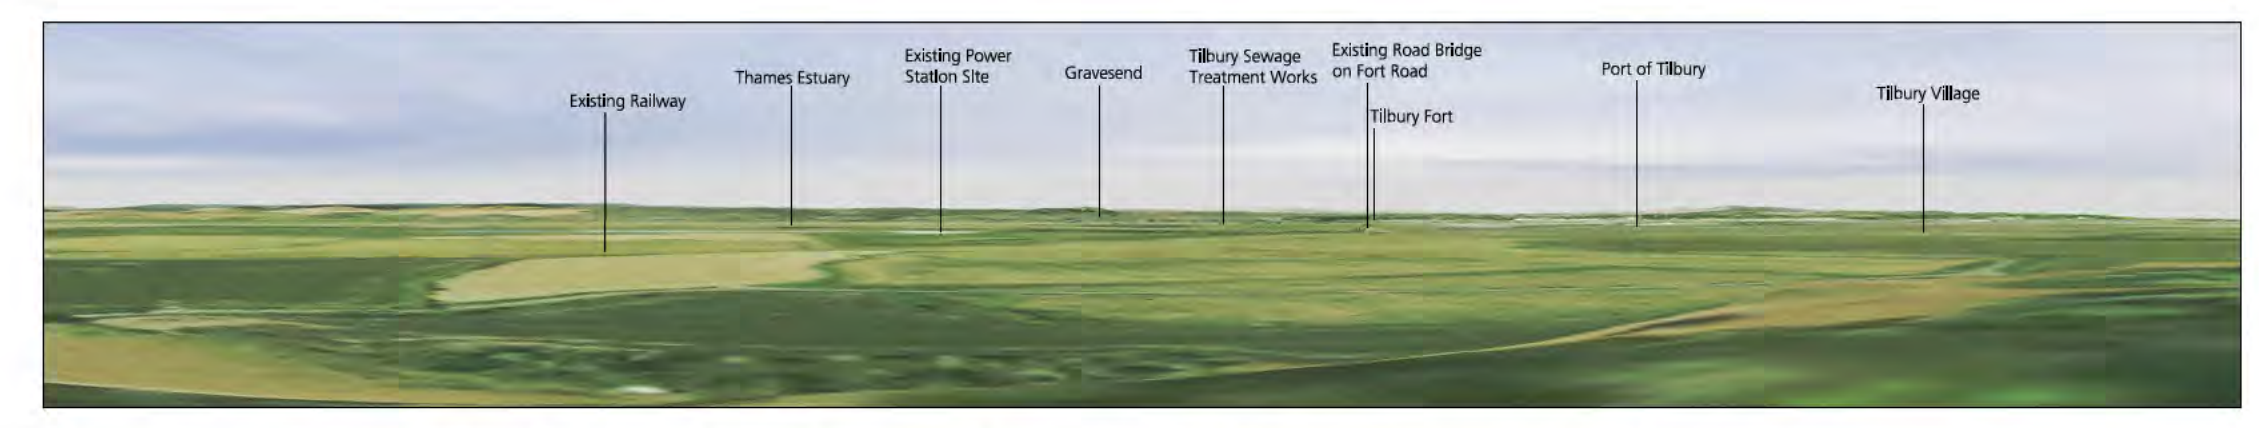 Existing Railway
Thames Estuary
Existing Power
Station Site
Gravesend
Tilbury Sewage
Treatment Works
Existing Road Bridge
on Fort Road
Tilbury Fort
Port of Tilbury
Tilbury Village